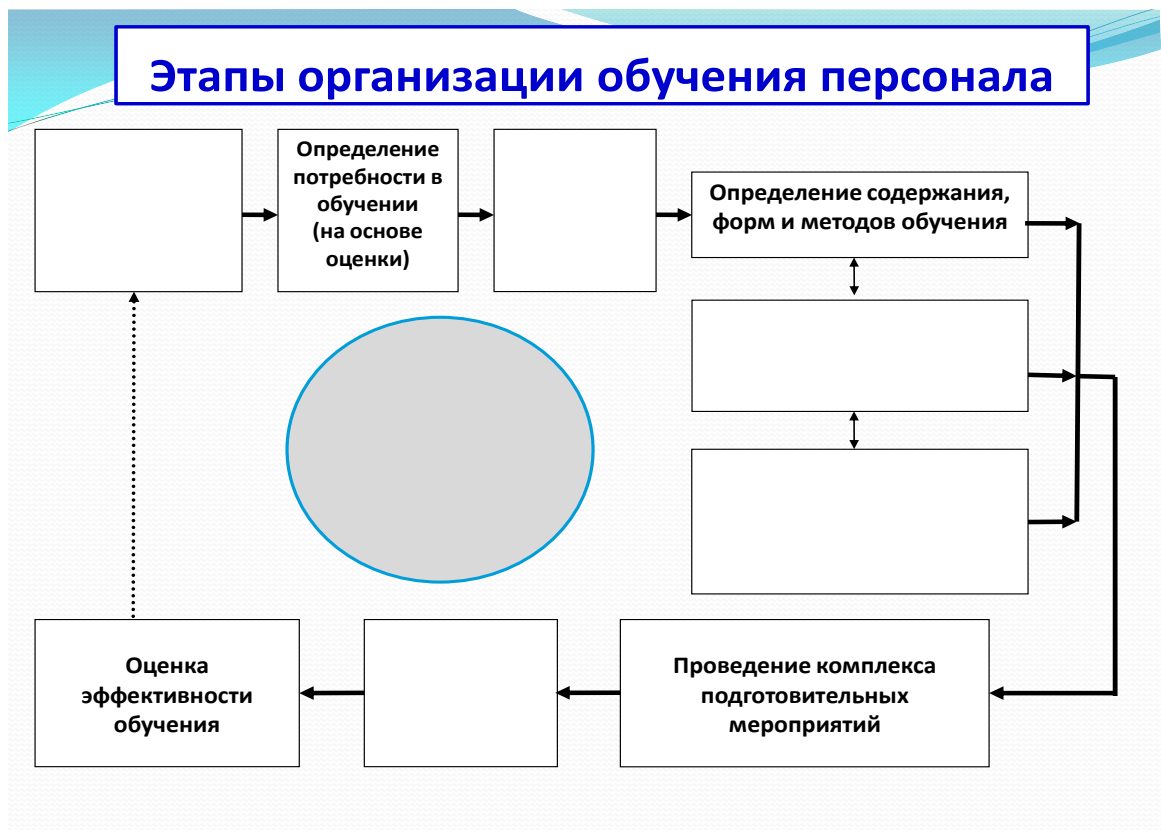 Этапы организации обучения персонала
Определение
потребности в
обучении
(на основе
оценки)
Определение содержания,
форм и методов обучения
Оценка
эффективности
обучения
Проведение комплекса
подготовительных
мероприятий